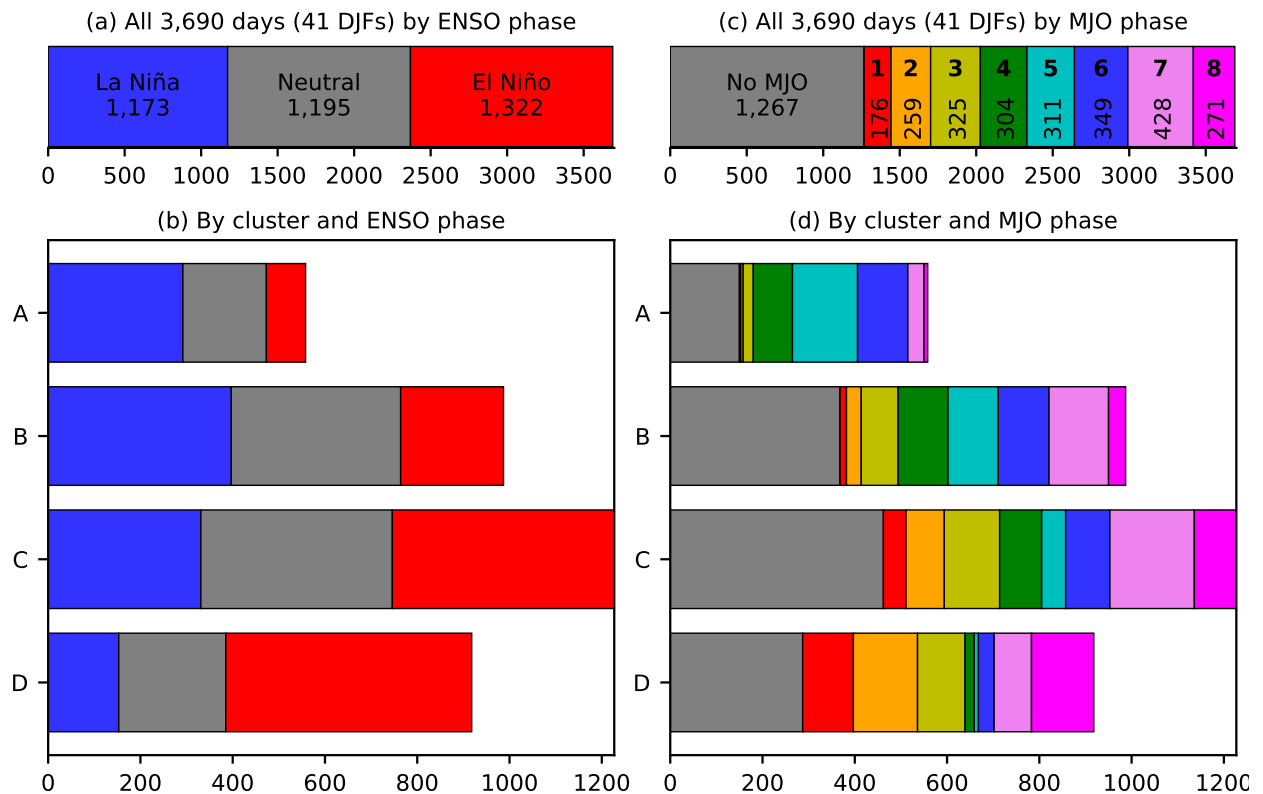 (a) All 3,690 days (41 DJFs) by ENSO phase
La Niña
1,173
Neutral
1,195
El Niño
1,322
0 500 1000 1500 2000 2500 3000 3500
(c) All 3,690 days (41 DJFs) by MJO phase
No MJO
1,267
1 2 3 4 5 6 7 8
176 259 325 304 311 349 428 271
0 500 1000 1500 2000 2500 3000 3500
(b) By cluster and ENSO phase
A
B
C
D
0 200 400 600 800 1000 1200
(d) By cluster and MJO phase
A
B
C
D
0 200 400 600 800 1000 1200